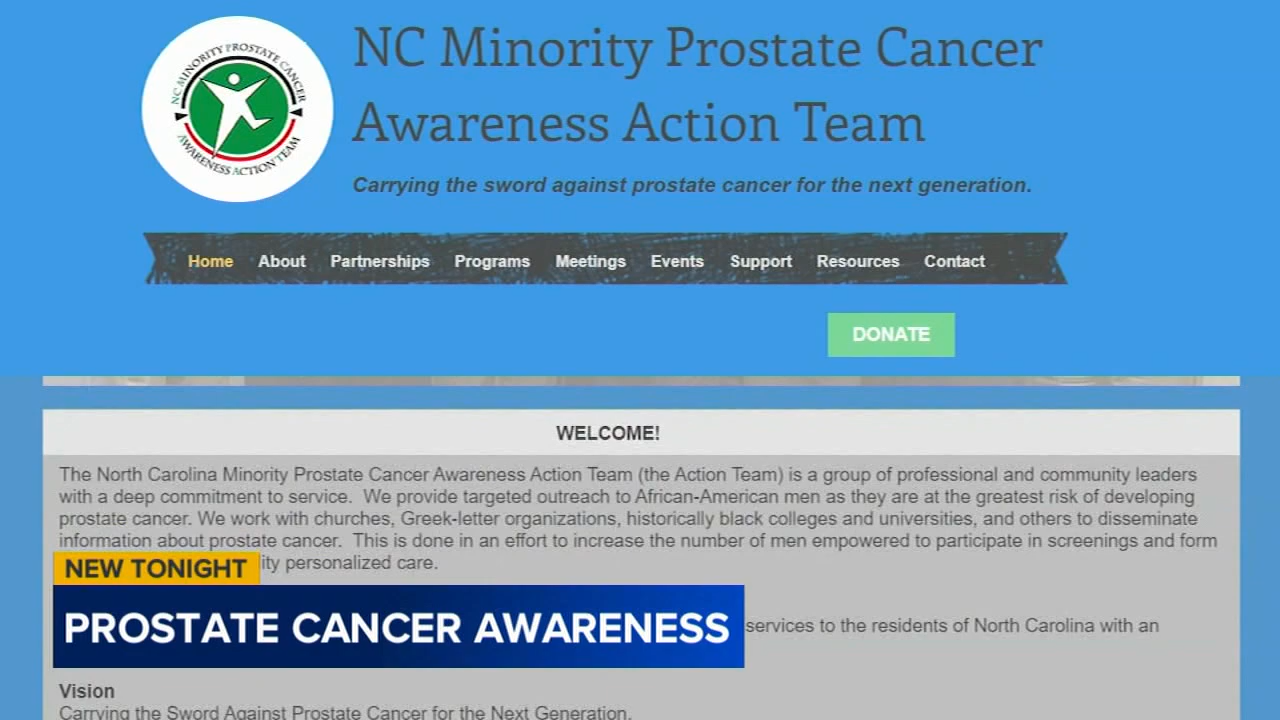 NC MINORITY PROSTATE CANCER
AWARENESS ACTION TEAM
NC Minority Prostate Cancer
Awareness Action Team
Carrying the sword against prostate cancer for the next generation.
Home About Partnerships Programs Meetings Events Support Resources Contact
DONATE
WELCOME!
The North Carolina Minority Prostate Cancer Awareness Action Team (the Action Team) is a group of professional and community leaders
with a deep commitment to service. We provide targeted outreach to African-American men as they are at the greatest risk of developing
prostate cancer. We work with churches, Greek-letter organizations, historically black colleges and universities, and others to disseminate
information about prostate cancer. This is done in an effort to increase the number of men empowered to participate in screenings and form
ity personalized care.
NEW TONIGHT
PROSTATE CANCER AWARENESS
services to the residents of North Carolina with an
Vision
Carrying the Sword Against Prostate Cancer for the Next Generation.